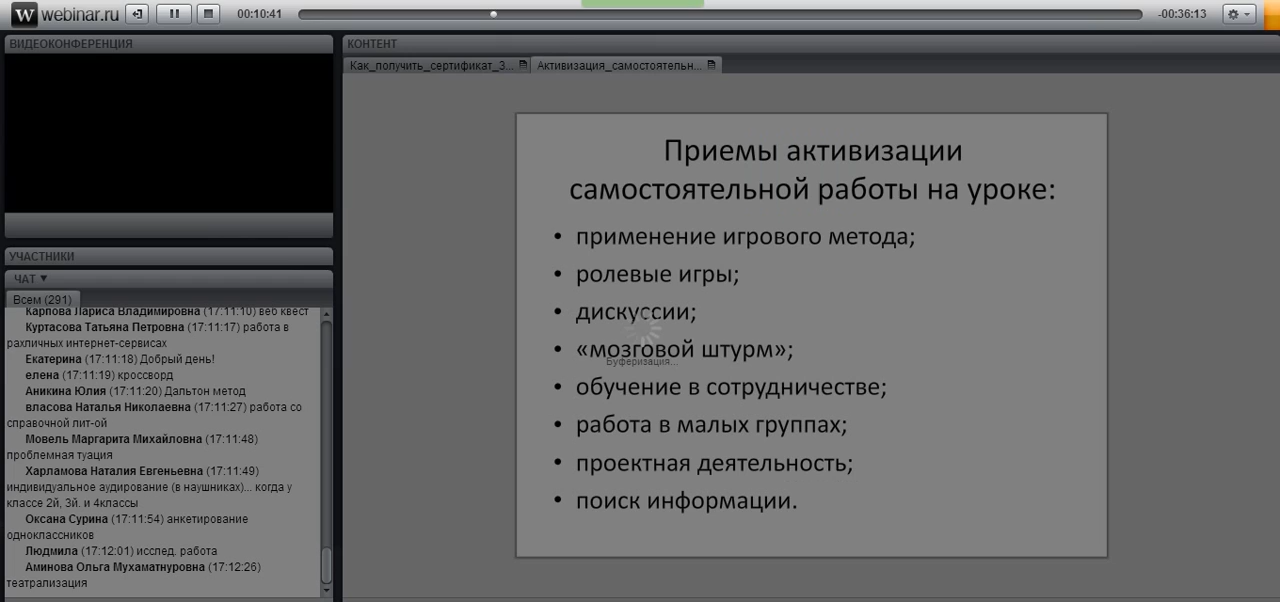 webinar.ru
00:10:41
-00:36:13
ВИДЕОКОНФЕРЕНЦИЯ
УЧАСТНИКИ
ЧАТ
Всем (291)
Карпова Лариса Владимировна (17:11:10) веб квест
Куртасова Татьяна Петровна (17:11:17) работа в
рахличных интернет-сервисах
Екатерина (17:11:18) Добрый день!
елена (17:11:19) кроссворд
Аникина Юлия (17:11:20) Дальтон метод
власова Наталья Николаевна (17:11:27) работа со
справочной лит-ой
Мовель Маргарита Михайловна (17:11:48)
проблемная туация
Харламова Наталия Евгеньевна (17:11:49)
индивидуальное аудирование (в наушниках)... когда у
классе 2й, 3й. и 4классы
Оксана Сурина (17:11:54) анкетирование
одноклассников
Людмила (17:12:01) исслед. работа
Аминова Ольга Мухаматнуровна (17:12:26)
театрализация
КОНТЕНТ
Как_получить_сертификат_З...
Активизация_самостоятельн...
Приемы активизации
самостоятельной работы на уроке:
• применение игрового метода;
• ролевые игры;
• дискуссии;
• «мозговой штурм»;
Буферизация...
• обучение в сотрудничестве;
• работа в малых группах;
• проектная деятельность;
• поиск информации.